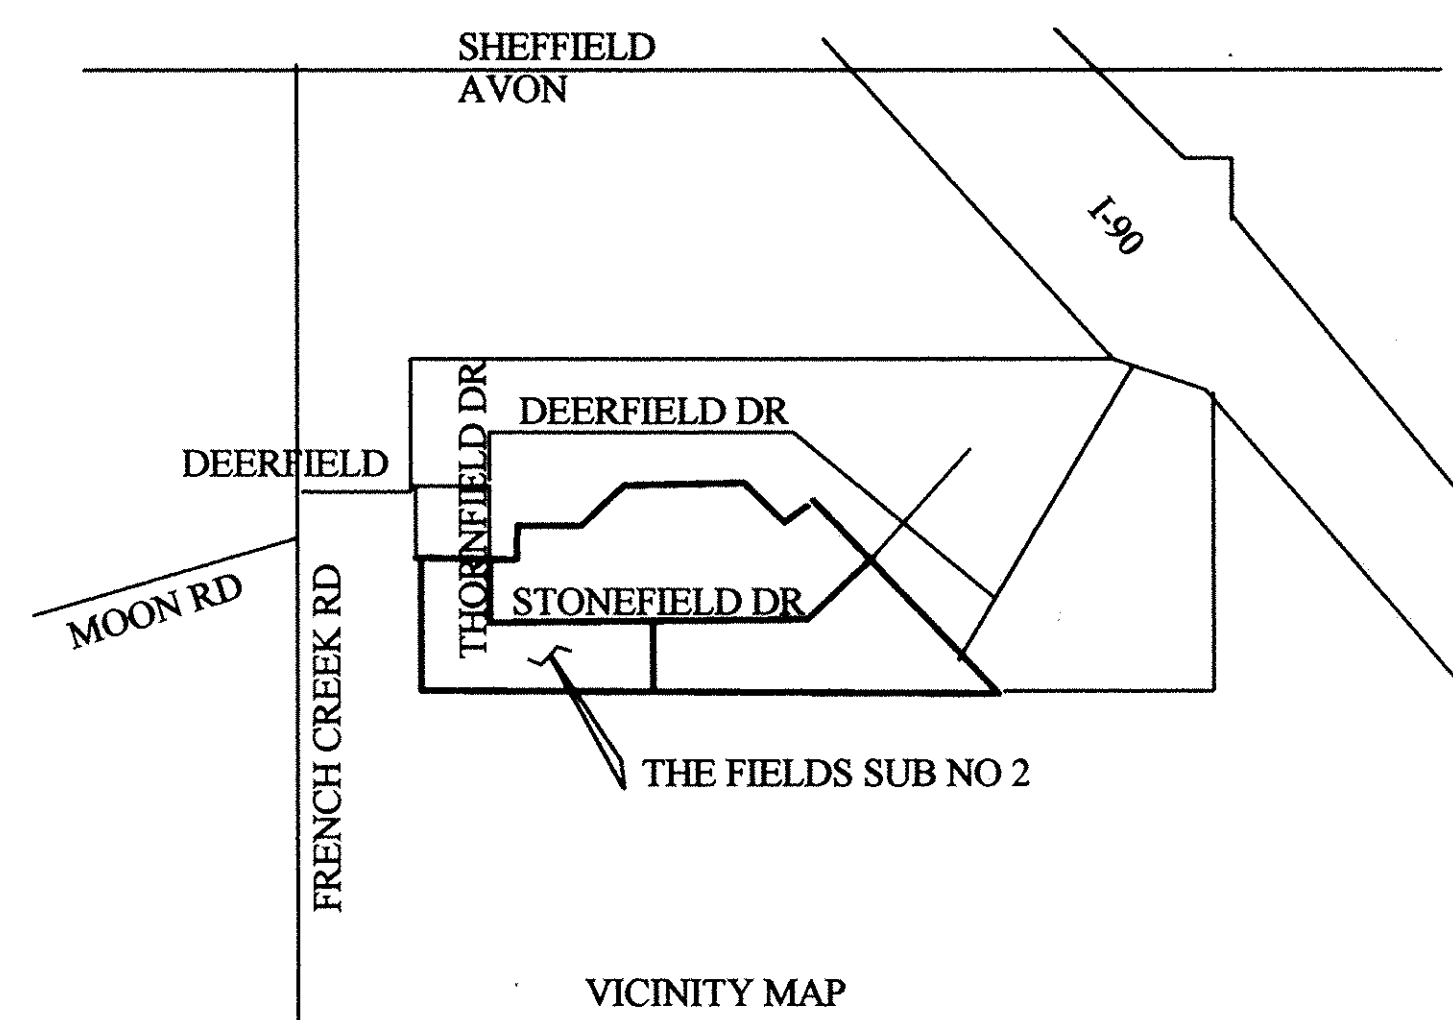 SHEFFIELD
AVON
I-90
THORNFIELD DR
DEERFIELD DR
DEERFIELD
MOON RD
FRENCH CREEK RD
STONEFIELD DR
THE FIELDS SUB NO 2
VICINITY MAP